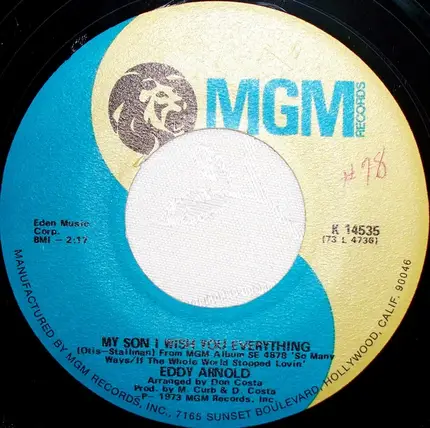 MGM
RECORDS
# 98
Eden Music
Corp.
BMI – 2:17
K 14535
(73 L 4736)
MY SON I WISH YOU EVERYTHING
(Otis—Stallman) From MGM Album SE 4878 'So Many
Ways/If The Whole World Stopped Lovin'
EDDY ARNOLD
Arranged by Don Costa
Prod. by M. Curb & D. Costa
P– 1973 MGM Records, Inc
MANUFACTURED BY MGM RECORDS, INC., 7165 SUNSET BOULEVARD, HOLLYWOOD, CALIF. 90046